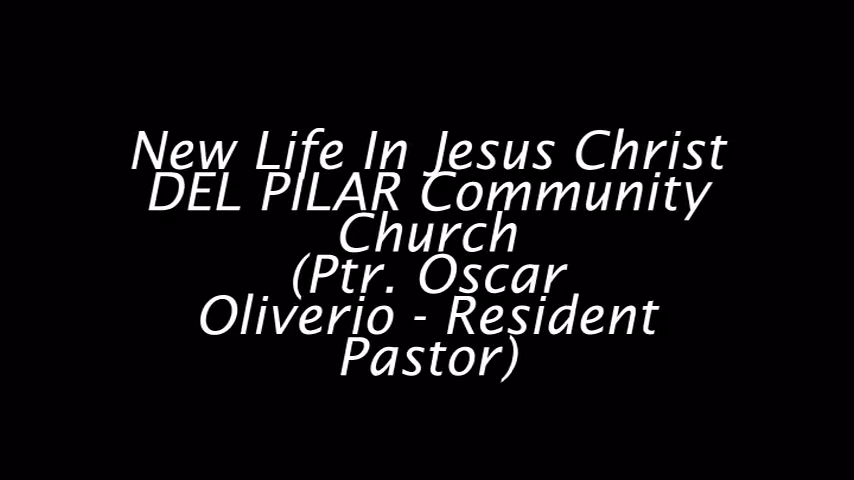 New Life In Jesus Christ
DEL PILAR Community
Church
(Ptr. Oscar
Oliverio - Resident
Pastor)